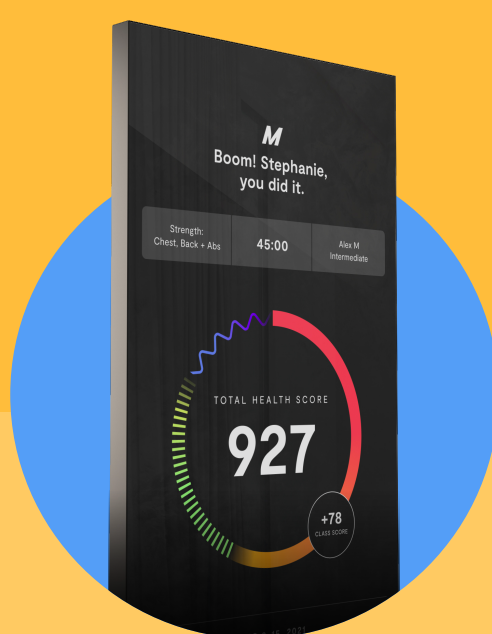 M
Boom! Stephanie,
you did it.
Strength:
Chest, Back + Abs
45:00
Alex M
Intermediate
TOTAL HEALTH SCORE
927
+78
CLASS SCORE
2021